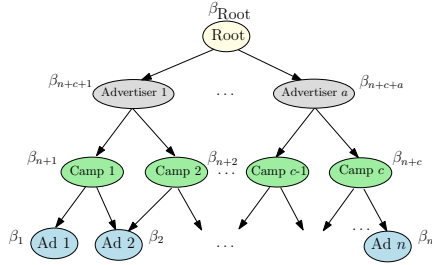 β_Root
Root
β_{n+c+1} Advertiser 1 ... Advertiser a β_{n+c+a}
β_{n+1} Camp 1 Camp 2 β_{n+2} ... Camp c-1 Camp c β_{n+c}
β_1 Ad 1 Ad 2 β_2 ... ... Ad n β_n